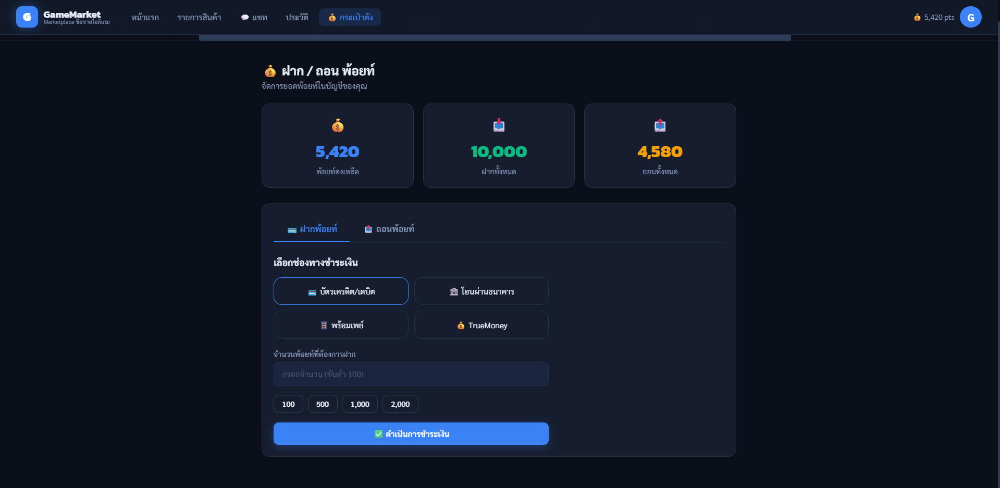 G
GameMarket
Marketplace ซื้อขายไอดีเกม
หน้าแรก
รายการสินค้า
💬 แชท
ประวัติ
💰 กระเป๋าตัง
💰 5,420 pts
G
💰 ฝาก / ถอน พ้อยท์
จัดการยอดพ้อยท์ในบัญชีของคุณ
5,420
พ้อยท์คงเหลือ
10,000
ฝากทั้งหมด
4,580
ถอนทั้งหมด
💳 ฝากพ้อยท์
📤 ถอนพ้อยท์
เลือกช่องทางชำระเงิน
💳 บัตรเครดิต/เดบิต
🏦 โอนผ่านธนาคาร
พร้อมเพย์
💰 TrueMoney
จำนวนพ้อยท์ที่ต้องการฝาก
กรอกจำนวน (ขั้นต่ำ 100)
100
500
1,000
2,000
✅ ดำเนินการชำระเงิน